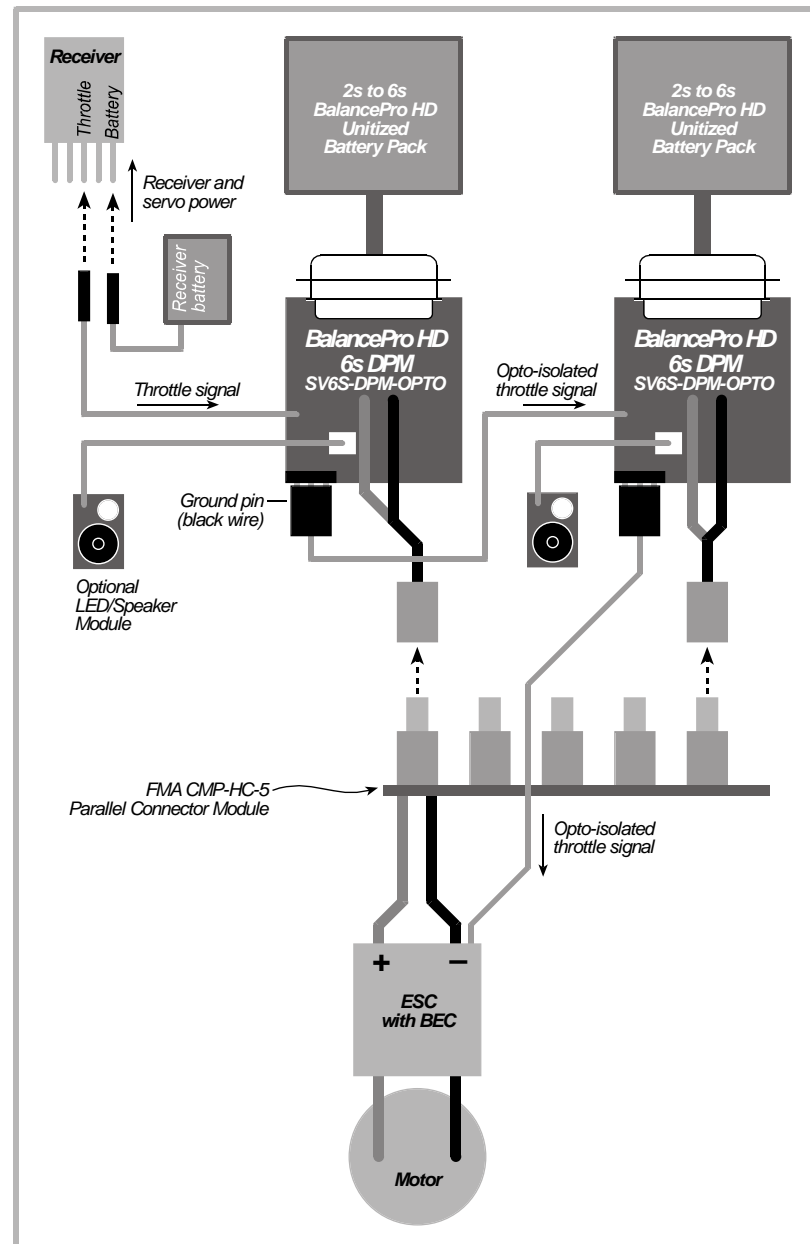 Receiver
Throttle
Battery
Receiver and
servo power
Receiver
battery
2s to 6s
BalancePro HD
Unitized
Battery Pack
2s to 6s
BalancePro HD
Unitized
Battery Pack
BalancePro HD
6s DPM
SV6S-DPM-OPTO
BalancePro HD
6s DPM
SV6S-DPM-OPTO
Throttle signal
Opto-isolated
throttle signal
Ground pin
(black wire)
Optional
LED/Speaker
Module
FMA CMP-HC-5
Parallel Connector Module
Opto-isolated
throttle signal
+ –
ESC
with BEC
Motor